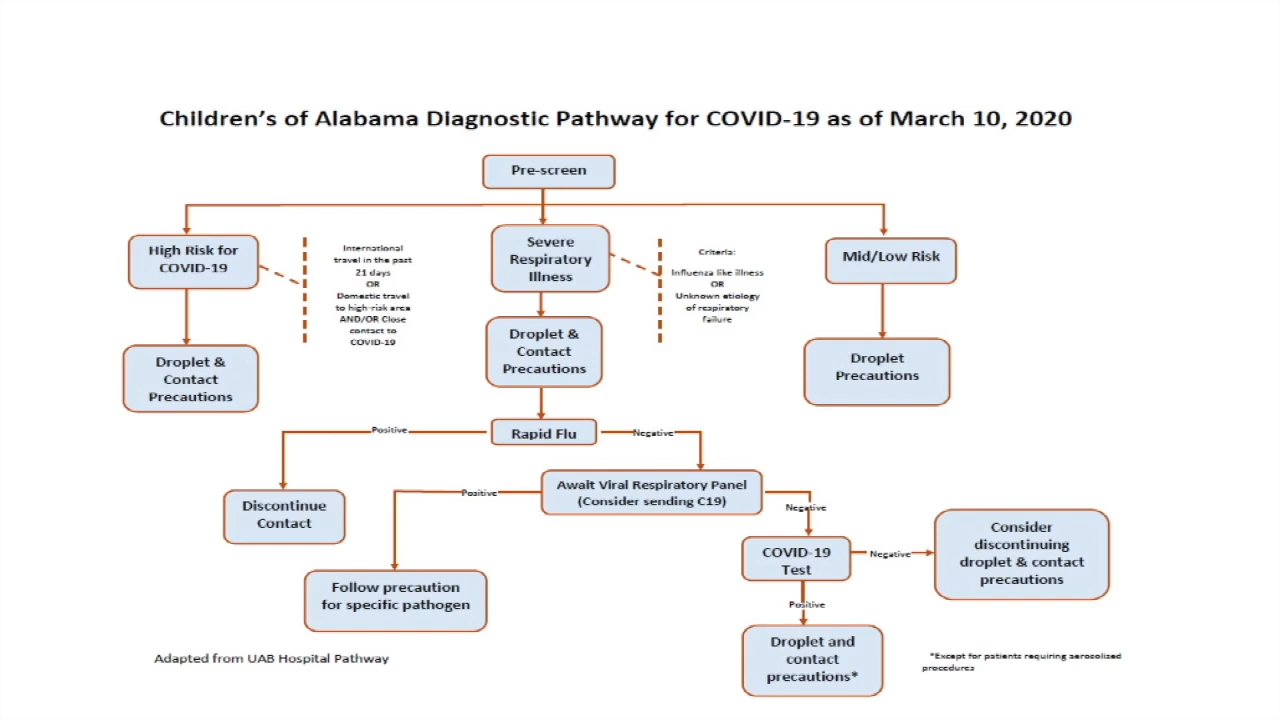 Children's of Alabama Diagnostic Pathway for COVID-19 as of March 10, 2020
Pre-screen
High Risk for
COVID-19
International
travel in the past
21 days
OR
Domestic travel
to high-risk area
AND/OR Close
contact to
COVID-19
Severe
Respiratory
Illness
Criteria:
Influenza like illness
OR
Unknown etiology
of respiratory
failure
Mid/Low Risk
Droplet &
Contact
Precautions
Droplet &
Contact
Precautions
Droplet
Precautions
Positive
Rapid Flu
Negative
Discontinue
Contact
Positive
Await Viral Respiratory Panel
(Consider sending C19)
Negative
Follow precaution
for specific pathogen
COVID-19
Test
Negative
Consider
discontinuing
droplet & contact
precautions
Positive
Droplet and
contact
precautions*
Adapted from UAB Hospital Pathway
*Except for patients requiring aerosolized
procedures